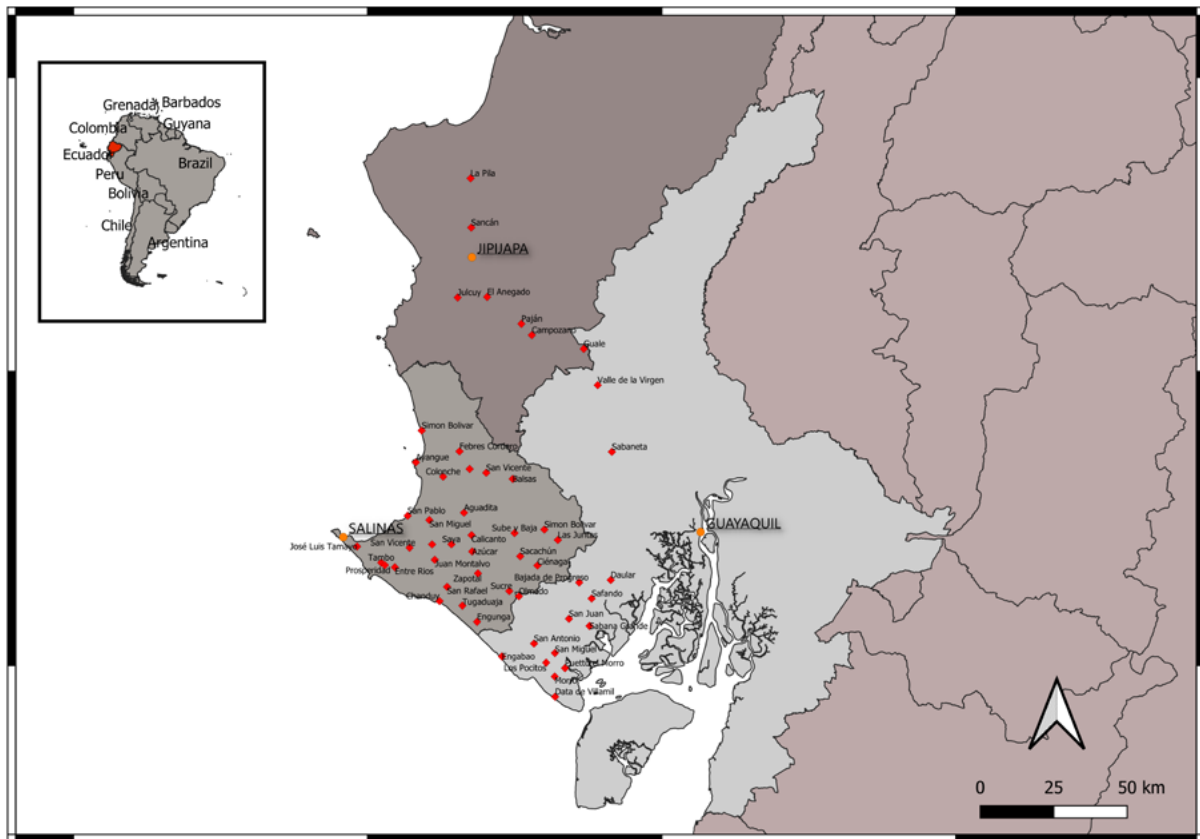 Grenada
Barbados
Colombia
Guyana
Ecuador
Brazil
Peru
Bolivia
Chile
Argentina
La Pila
Sancán
JIPIJAPA
Julcuy
El Anegado
Paján
Campozano
Guale
Valle de la Virgen
Simon Bolivar
Febres Cordero
Sabaneta
Ayangue
Colonche
San Vicente
Balsas
San Pablo
Aguadita
San Miguel
SALINAS
Sube y Baja
Simon Bolivar
GUAYAQUIL
José Luis Tamayo
San Vicente
Saya
Calicanto
Las Juntas
Tambo
Azúcar
Sacachún
Prosperidad
Entre Rios
Juan Montalvo
Ciénaga
Zapotal
Bajada de Progreso
Daular
San Rafael
Sucre
Olmado
Safando
Chanduy
Tugaduaja
Engunga
San Juan
Sabana Grande
San Antonio
Engabao
San Miguel
Los Pocitos
Morro
Data de Villamil
0 25 50 km